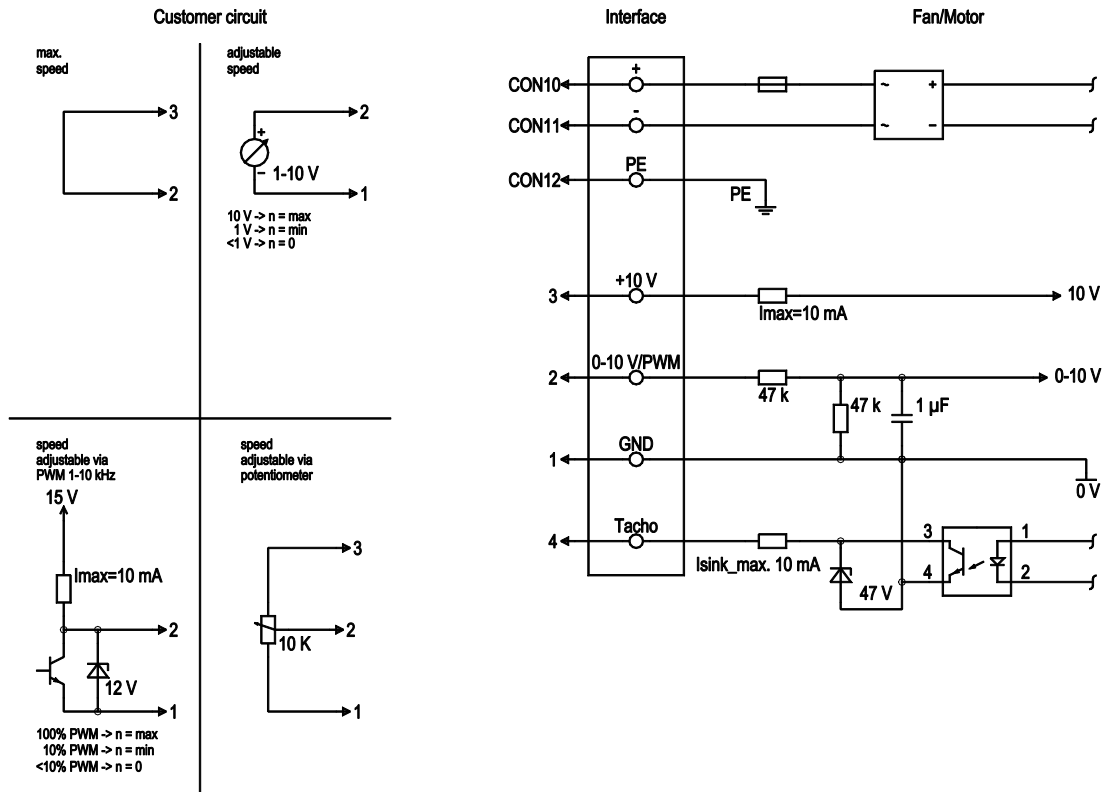 Customer circuit
max.
speed
3
2
adjustable
speed
2
+
−
1-10 V
1
10 V -> n = max
1 V -> n = min
<1 V -> n = 0
speed
adjustable via
PWM 1-10 kHz
15 V
Imax=10 mA
2
12 V
1
100% PWM -> n = max
10% PWM -> n = min
<10% PWM -> n = 0
speed
adjustable via
potentiometer
3
2
10 K
1
Interface
Fan/Motor
+
CON10
~ +
-
CON11
~ −
PE
CON12
PE
+10 V
3
10 V
Imax=10 mA
0-10 V/PWM
2
0-10 V
47 k
47 k
1 µF
GND
1
0 V
Tacho
4
3
1
Isink_max. 10 mA
4
2
47 V